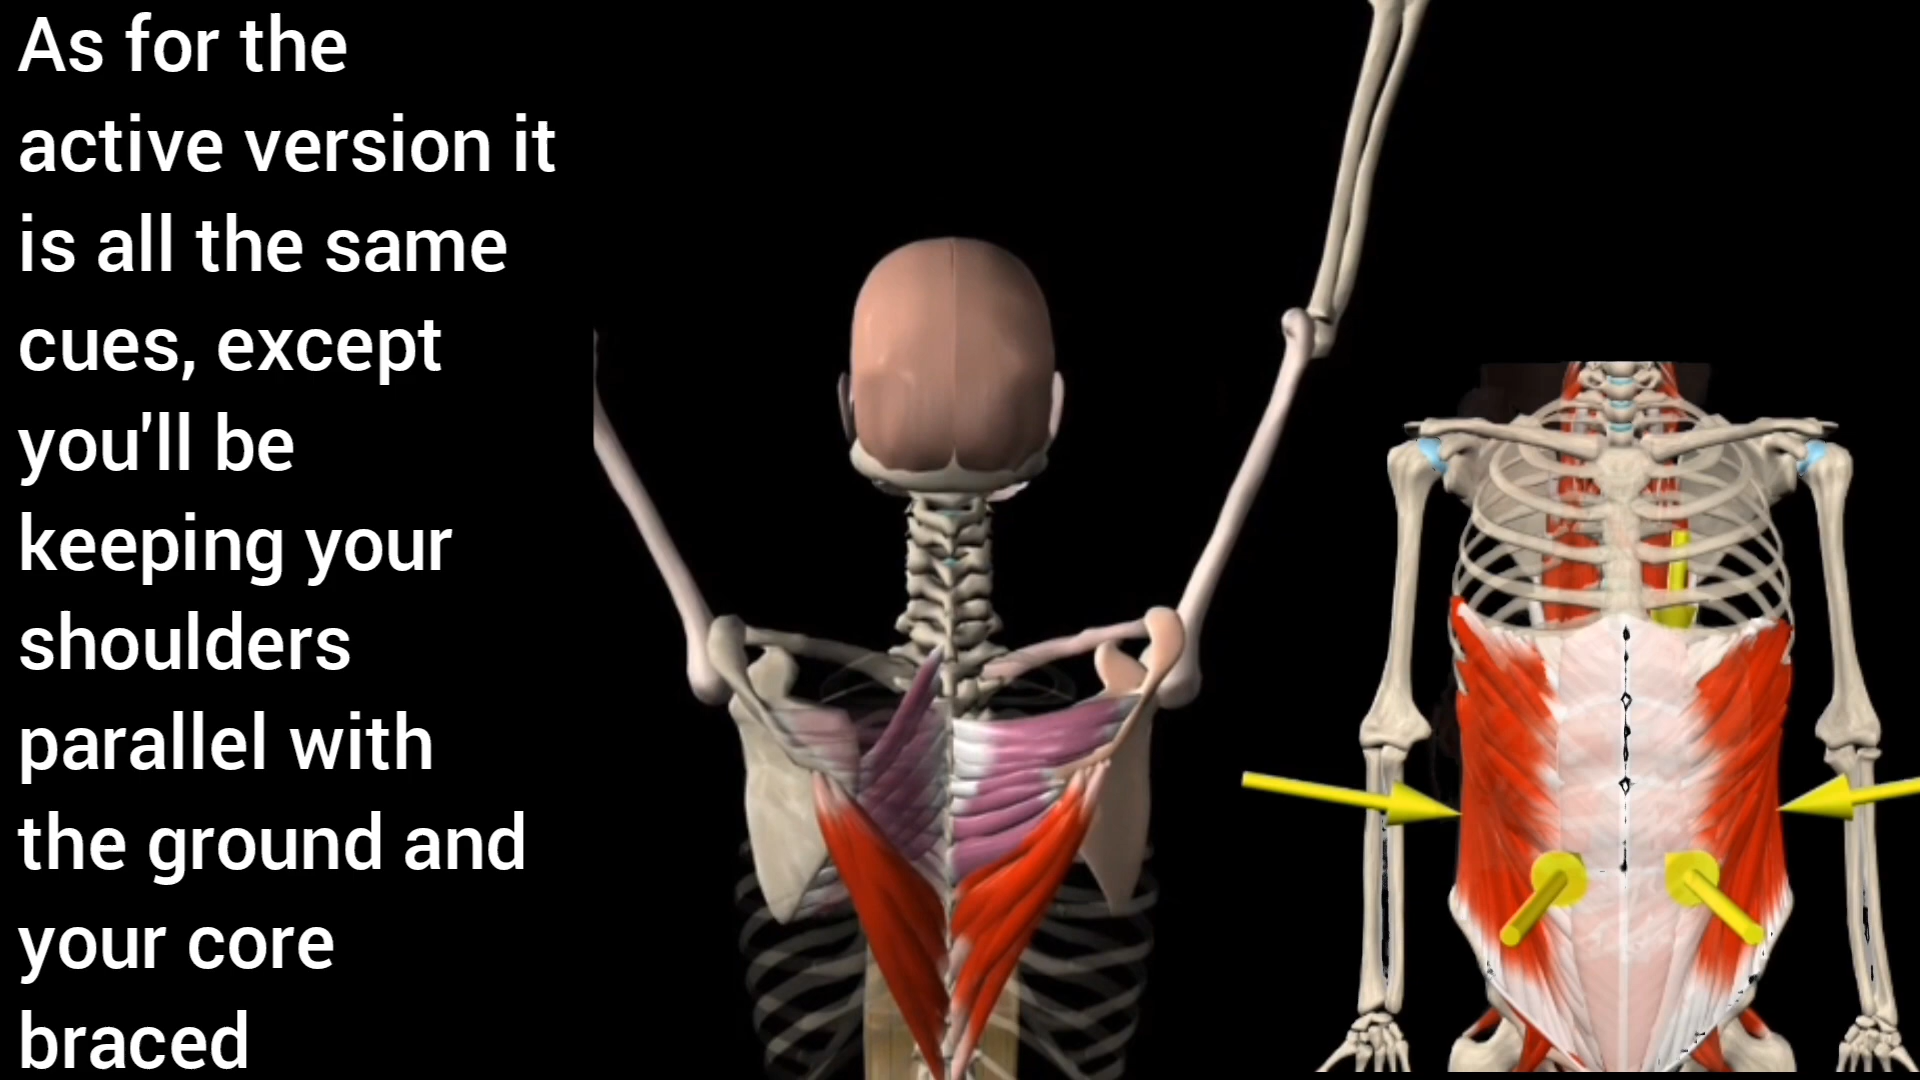 As for the
active version it
is all the same
cues, except
you'll be
keeping your
shoulders
parallel with
the ground and
your core
braced